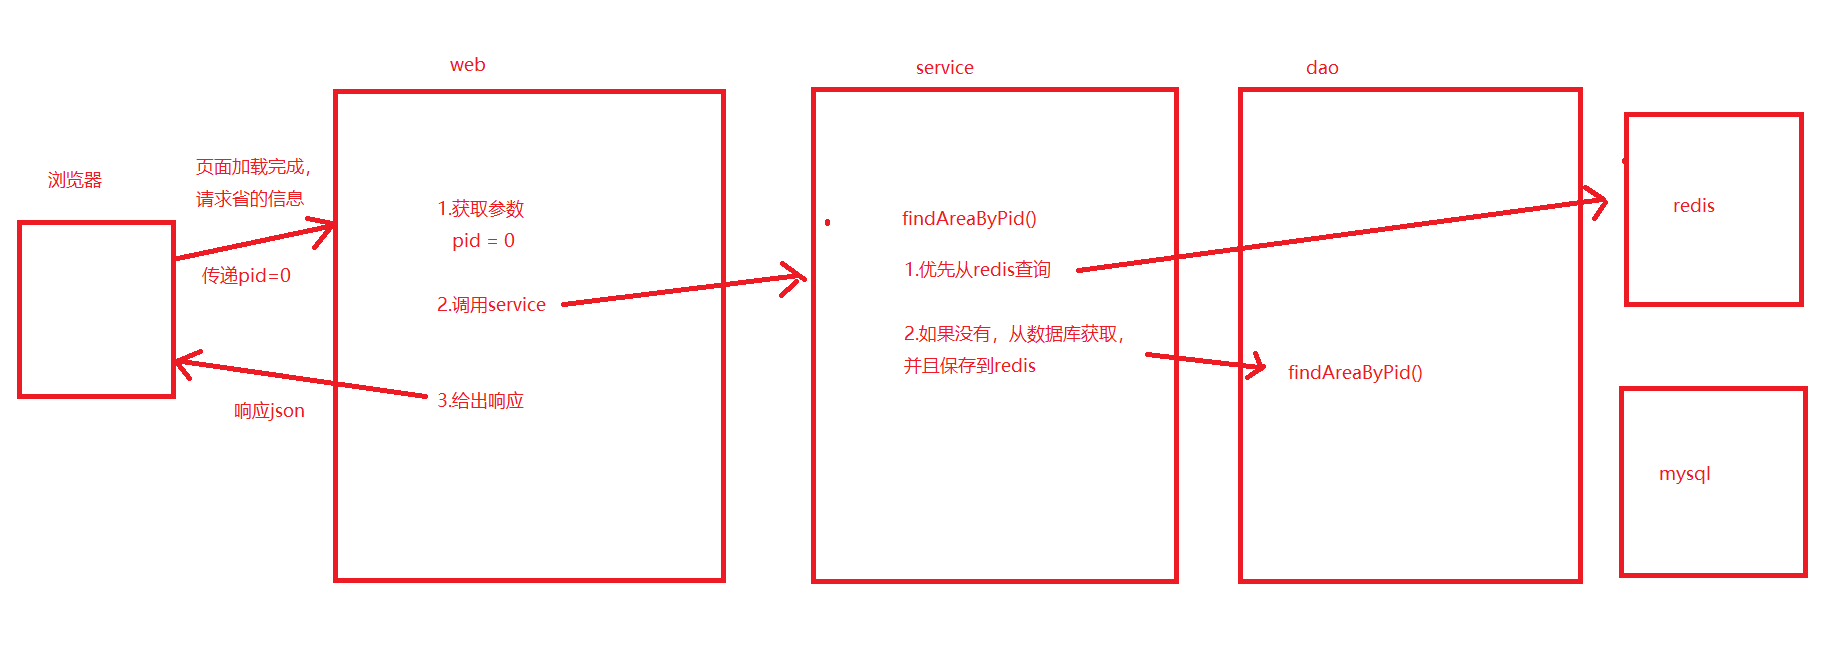 浏览器
页面加载完成，
请求省的信息
传递pid=0
响应json
web
1.获取参数
pid = 0
2.调用service
3.给出响应
service
findAreaByPid()
1.优先从redis查询
2.如果没有，从数据库获取，
并且保存到redis
dao
findAreaByPid()
redis
mysql